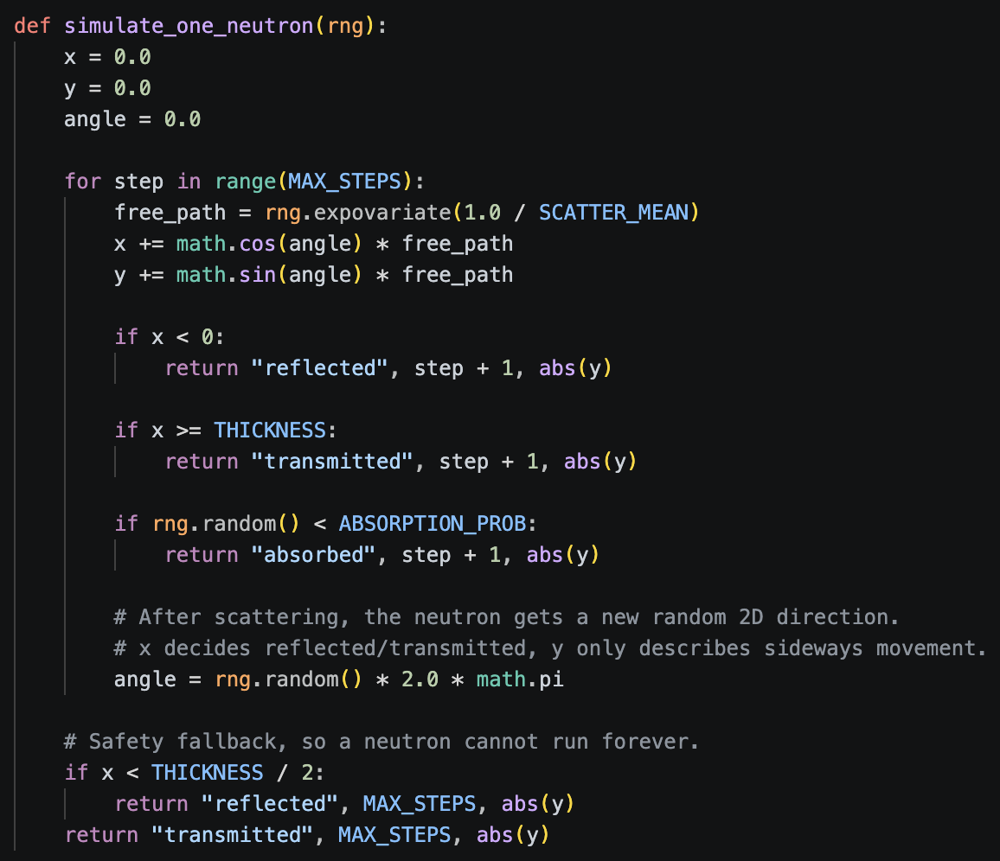 def simulate_one_neutron(rng):
    x = 0.0
    y = 0.0
    angle = 0.0

    for step in range(MAX_STEPS):
        free_path = rng.expovariate(1.0 / SCATTER_MEAN)
        x += math.cos(angle) * free_path
        y += math.sin(angle) * free_path

        if x < 0:
            return "reflected", step + 1, abs(y)

        if x >= THICKNESS:
            return "transmitted", step + 1, abs(y)

        if rng.random() < ABSORPTION_PROB:
            return "absorbed", step + 1, abs(y)

        # After scattering, the neutron gets a new random 2D direction.
        # x decides reflected/transmitted, y only describes sideways movement.
        angle = rng.random() * 2.0 * math.pi

    # Safety fallback, so a neutron cannot run forever.
    if x < THICKNESS / 2:
        return "reflected", MAX_STEPS, abs(y)
    return "transmitted", MAX_STEPS, abs(y)